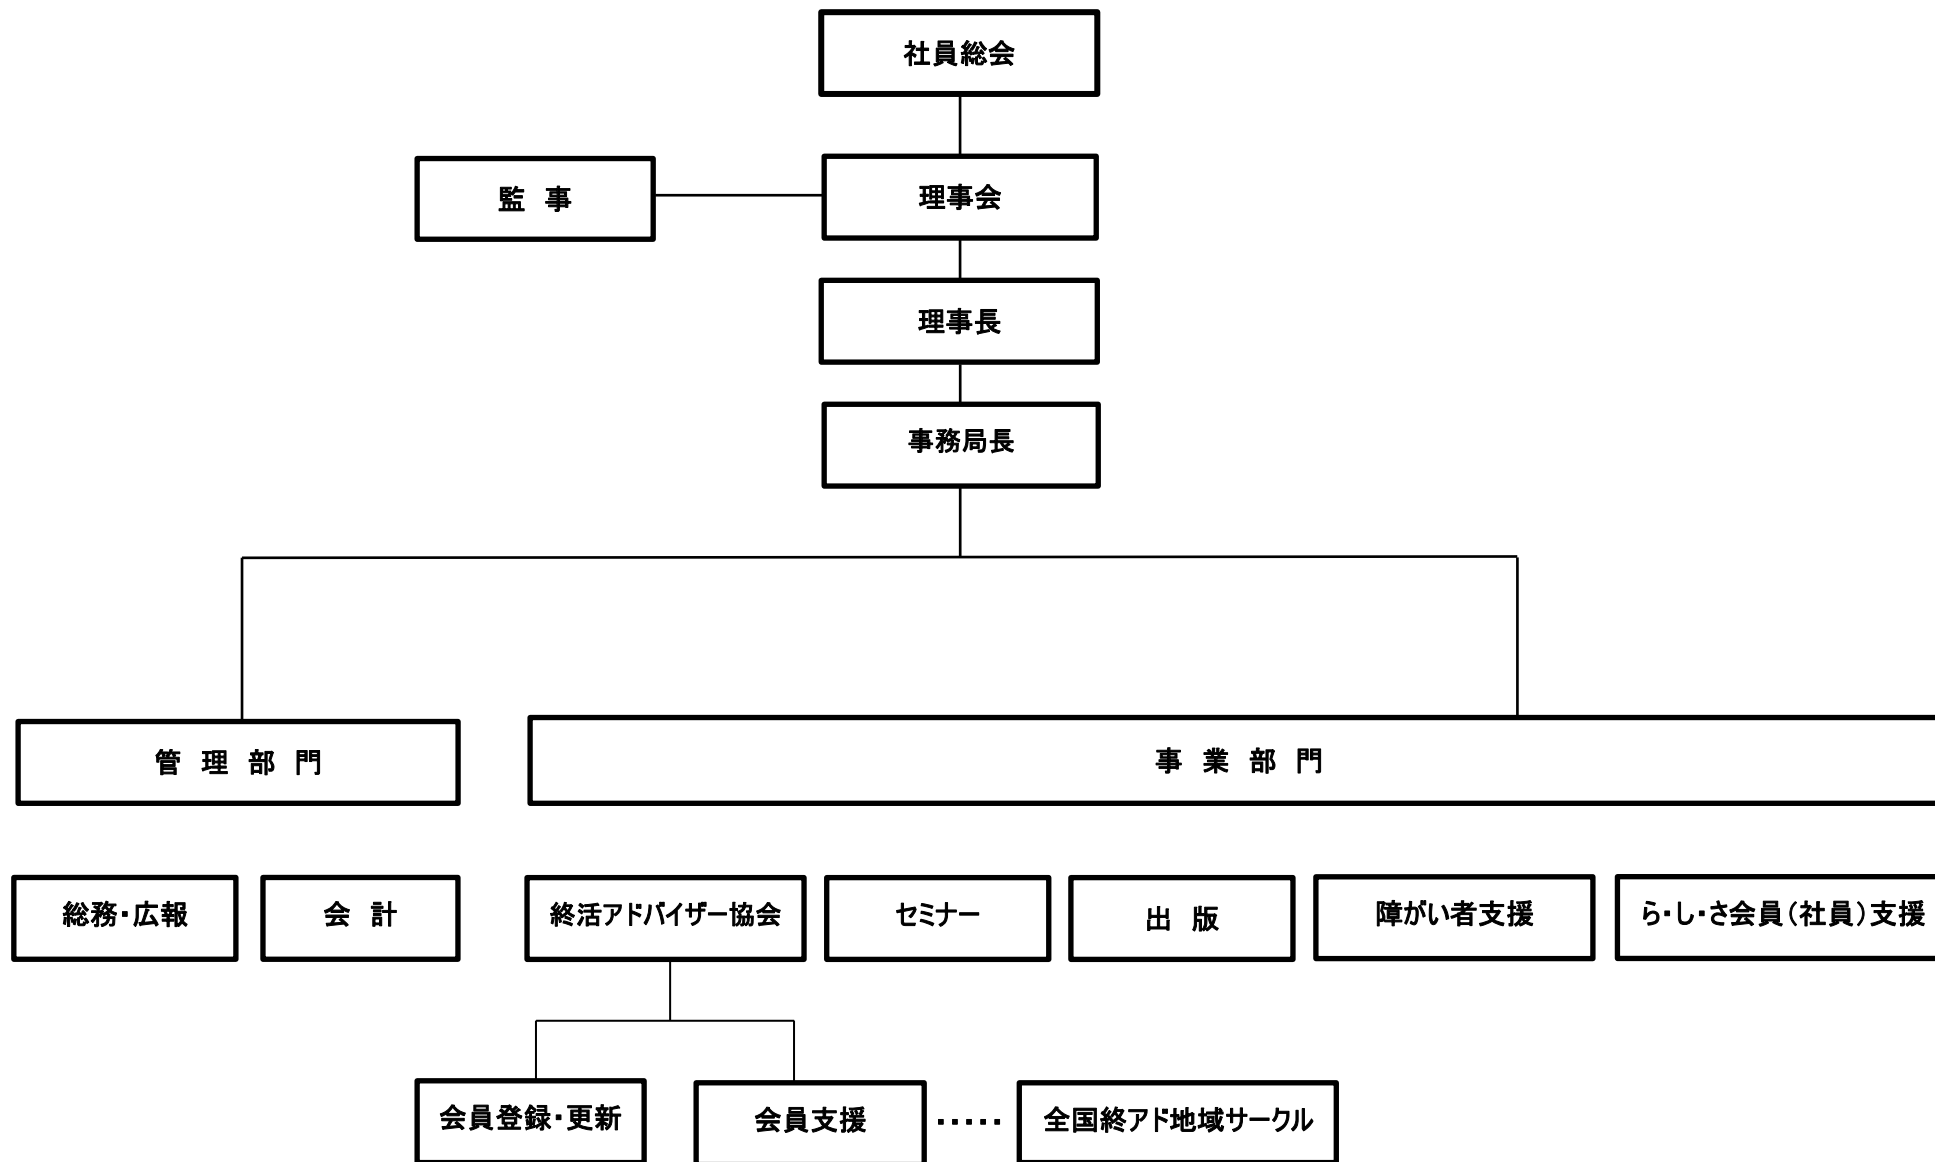 社員総会
監　事
理事会
理事長
事務局長
管　理　部　門
事　業　部　門
総務・広報
会　計
終活アドバイザー協会
セミナー
出　版
障がい者支援
ら・し・さ会員（社員）支援
会員登録・更新
会員支援
・・・・・
全国終アド地域サークル